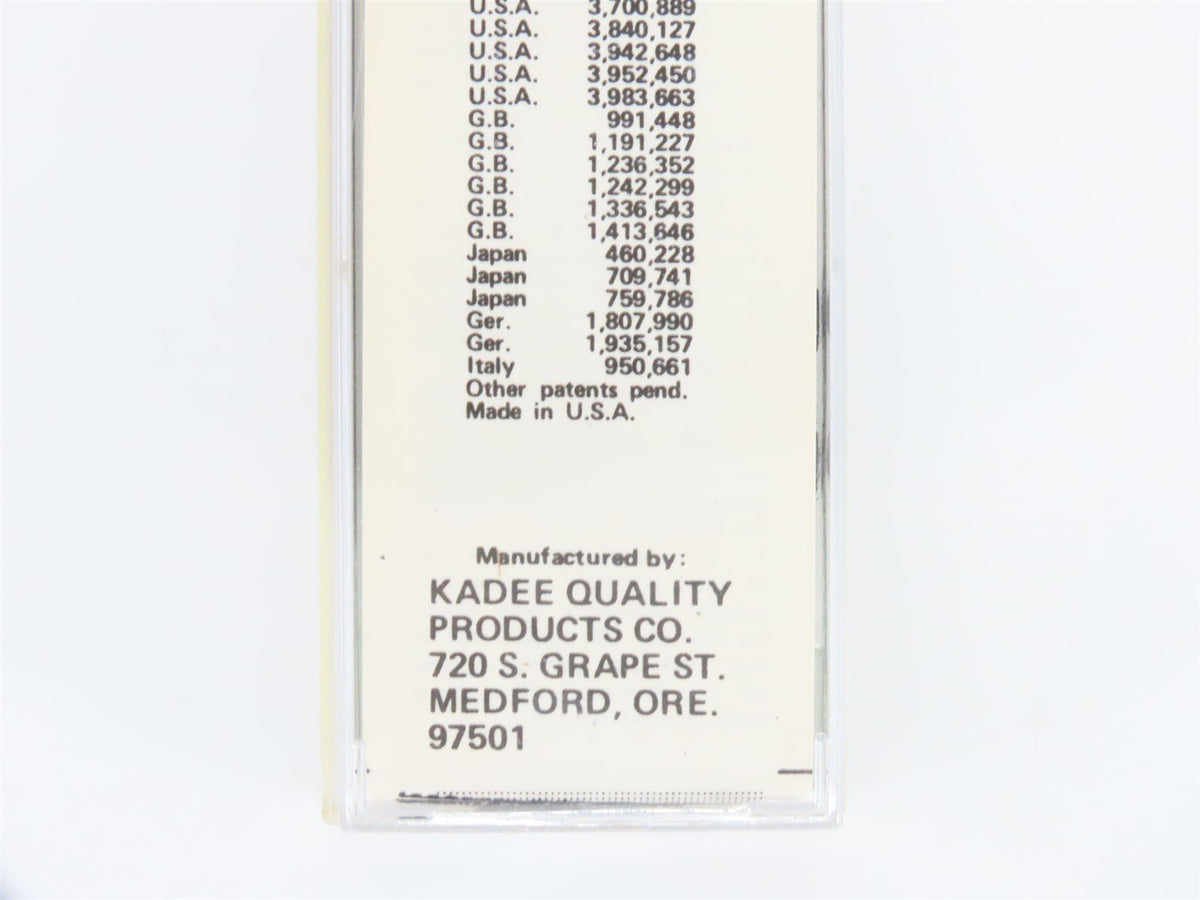 U.S.A. 3,700,889
U.S.A. 3,840,127
U.S.A. 3,942,648
U.S.A. 3,952,450
U.S.A. 3,983,663
G.B. 991,448
G.B. 1,191,227
G.B. 1,236,352
G.B. 1,242,299
G.B. 1,336,543
G.B. 1,413,646
Japan 460,228
Japan 709,741
Japan 759,786
Ger. 1,807,990
Ger. 1,935,157
Italy 950,661
Other patents pend.
Made in U.S.A.
Manufactured by:
KADEE QUALITY
PRODUCTS CO.
720 S. GRAPE ST.
MEDFORD, ORE.
97501